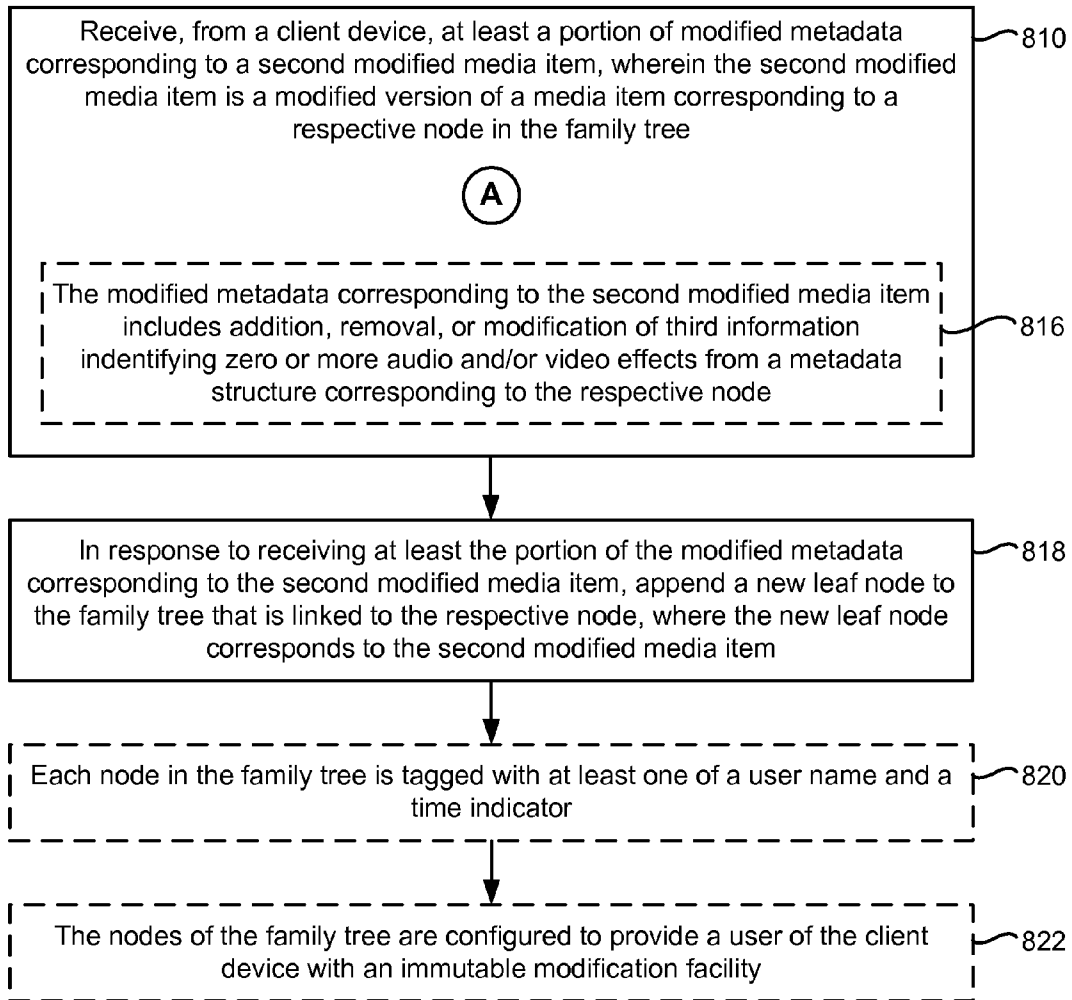 Receive, from a client device, at least a portion of modified metadata
corresponding to a second modified media item, wherein the second modified
media item is a modified version of a media item corresponding to a
respective node in the family tree
810
A
The modified metadata corresponding to the second modified media item
includes addition, removal, or modification of third information
indentifying zero or more audio and/or video effects from a metadata
structure corresponding to the respective node
816
In response to receiving at least the portion of the modified metadata
corresponding to the second modified media item, append a new leaf node to
the family tree that is linked to the respective node, where the new leaf node
corresponds to the second modified media item
818
Each node in the family tree is tagged with at least one of a user name and a
time indicator
820
The nodes of the family tree are configured to provide a user of the client
device with an immutable modification facility
822